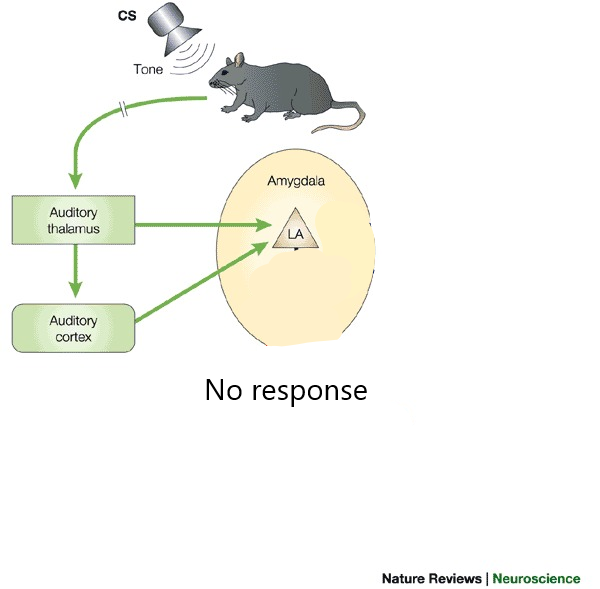 CS
Tone
Amygdala
Auditory
thalamus
LA
Auditory
cortex
No response
Nature Reviews | Neuroscience